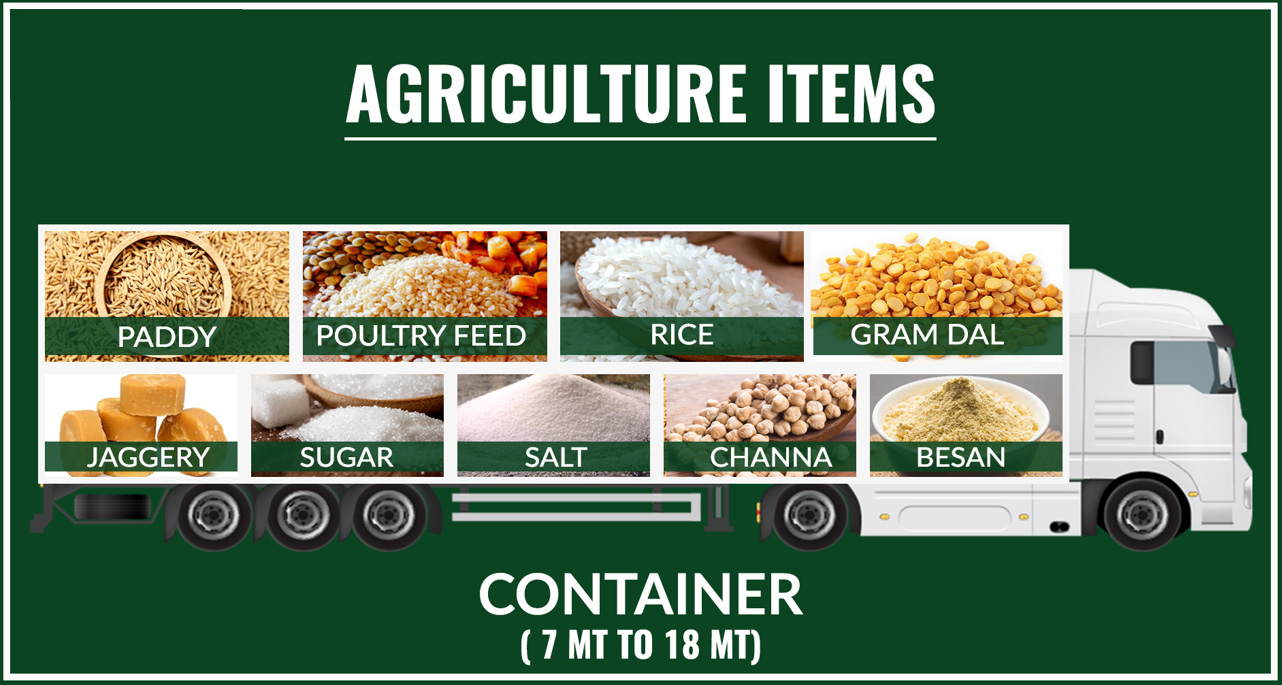 AGRICULTURE ITEMS
PADDY
POULTRY FEED
RICE
GRAM DAL
JAGGERY
SUGAR
SALT
CHANNA
BESAN
CONTAINER
( 7 MT TO 18 MT)